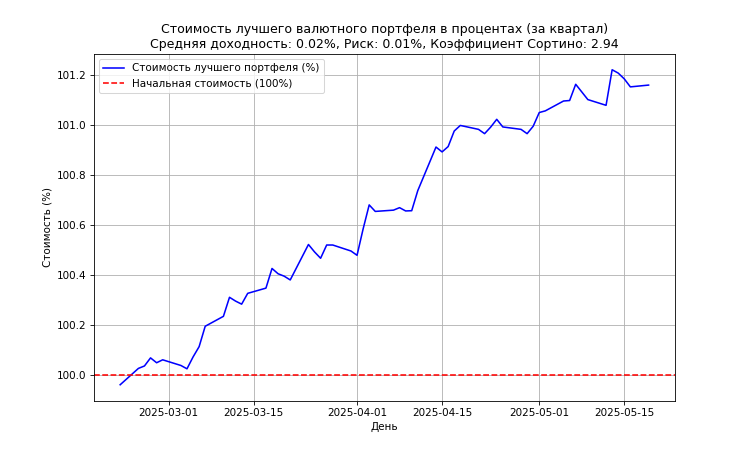 Стоимость лучшего валютного портфеля в процентах (за квартал)
Средняя доходность: 0.02%, Риск: 0.01%, Коэффициент Сортино: 2.94
Стоимость лучшего портфеля (%)
Начальная стоимость (100%)
Стоимость (%)
101.2
101.0
100.8
100.6
100.4
100.2
100.0
2025-03-01
2025-03-15
2025-04-01
2025-04-15
2025-05-01
2025-05-15
День